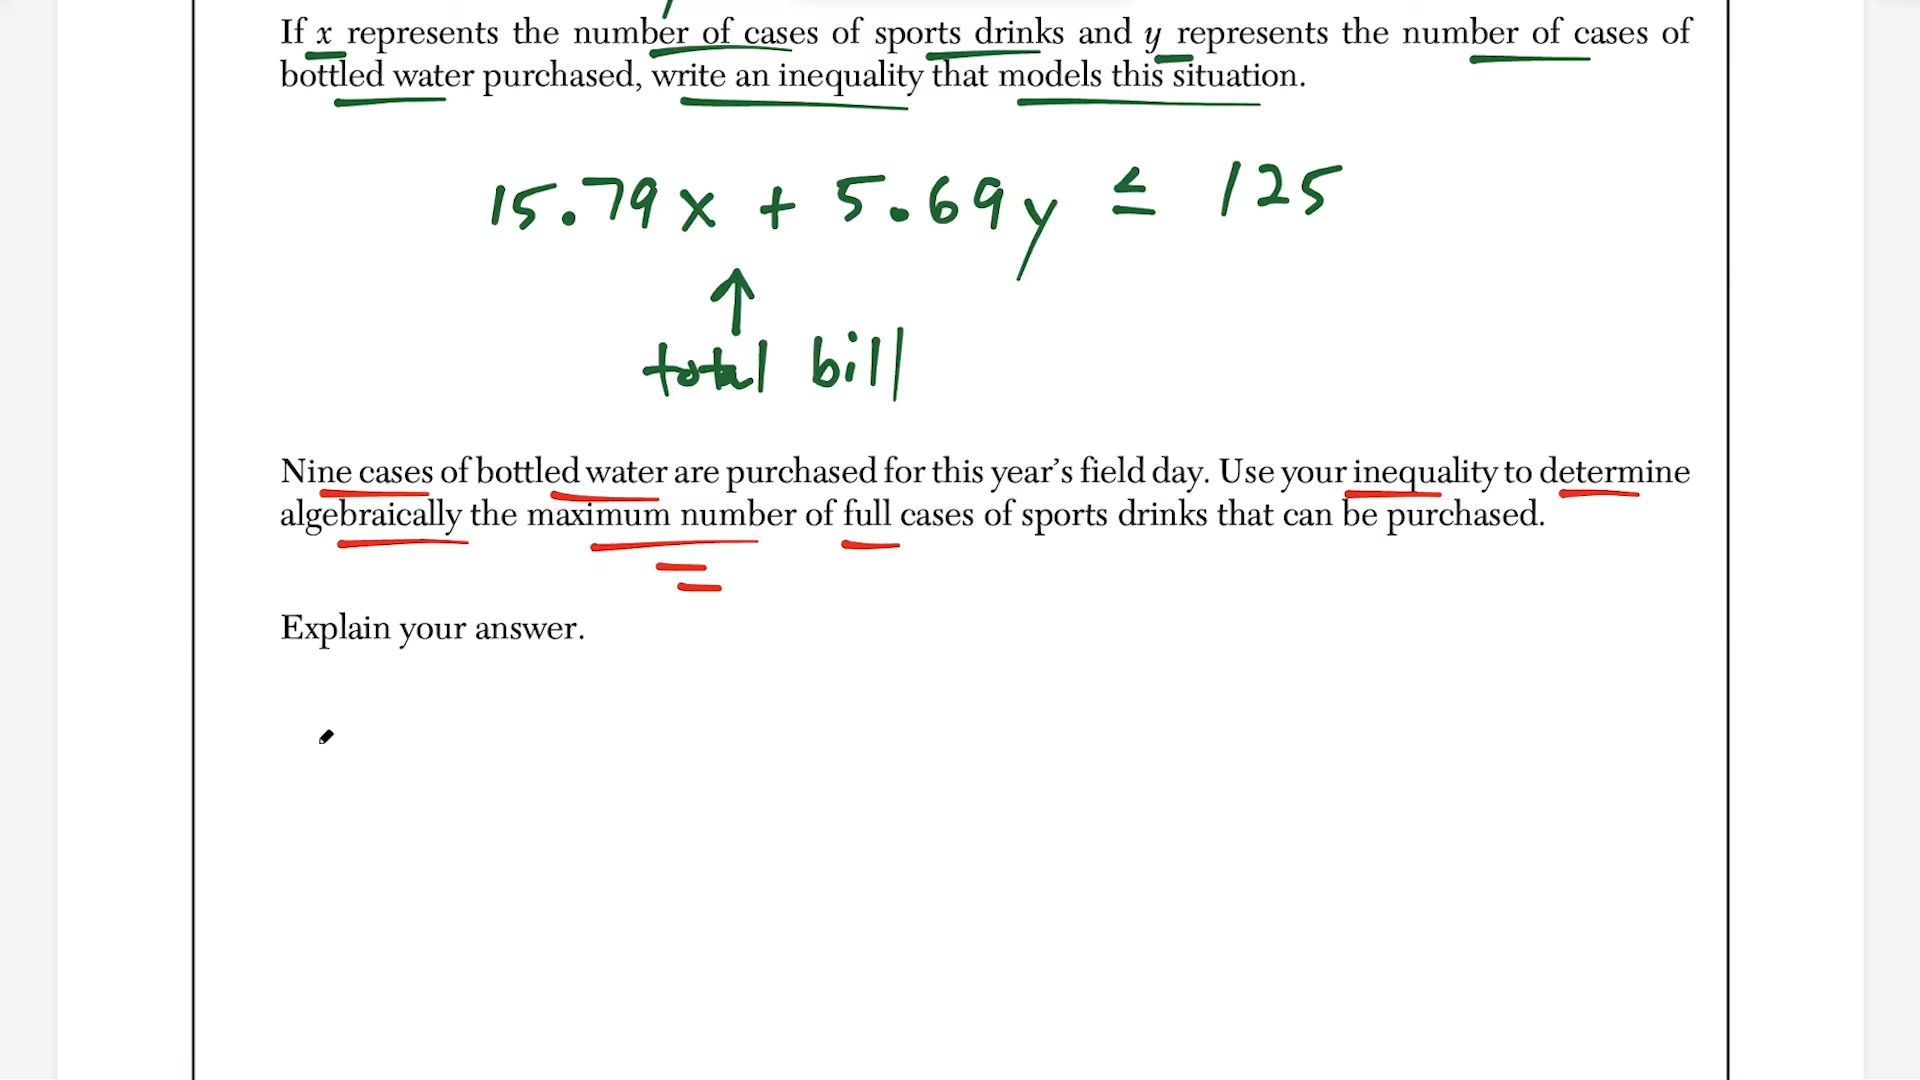 If x represents the number of cases of sports drinks and y represents the number of cases of
bottled water purchased, write an inequality that models this situation.
15.79x + 5.69y ≤ 125
↑
total bill
Nine cases of bottled water are purchased for this year’s field day. Use your inequality to determine
algebraically the maximum number of full cases of sports drinks that can be purchased.
Explain your answer.